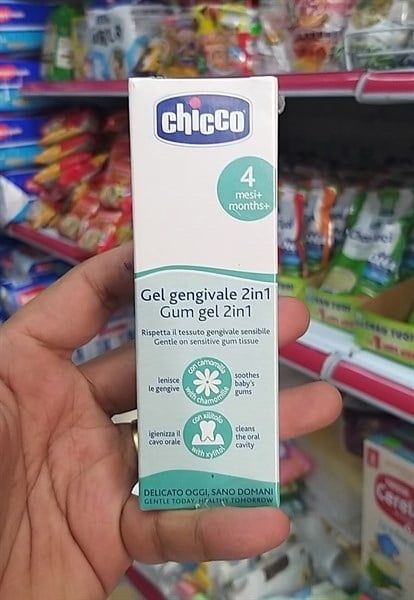 chicco
4
mesi+
months+
Gel gengivale 2in1
Gum gel 2in1
Rispetta il tessuto gengivale sensibile
Gentle on sensitive gum tissue
con camomilla
with chamomile
lenisce
le gengive
soothes
baby's
gums
con xilitolo
with xylitol
igienizza il
cavo orale
cleans
the oral
cavity
DELICATO OGGI, SANO DOMANI
GENTLE TODAY, HEALTHY TOMORROW